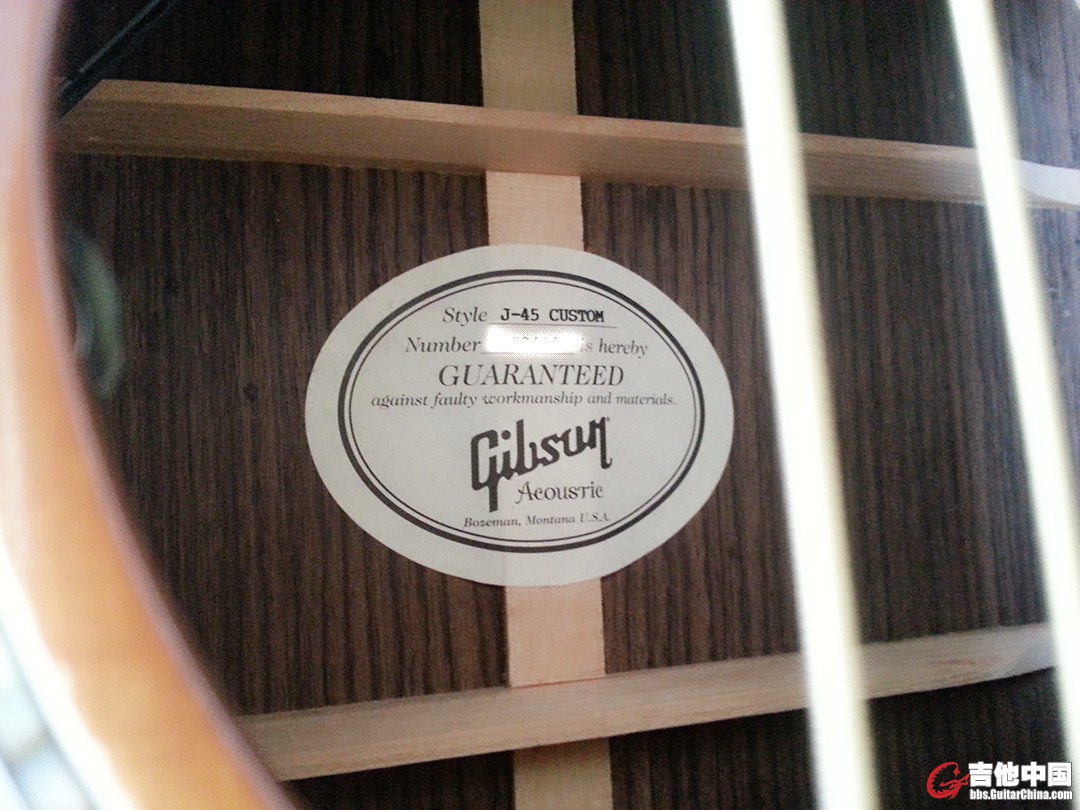 Style J-45 CUSTOM
Number is hereby
GUARANTEED
against faulty workmanship and materials.
Gibson
Acoustic
Bozeman, Montana U.S.A.
吉他中国
bbs.GuitarChina.com